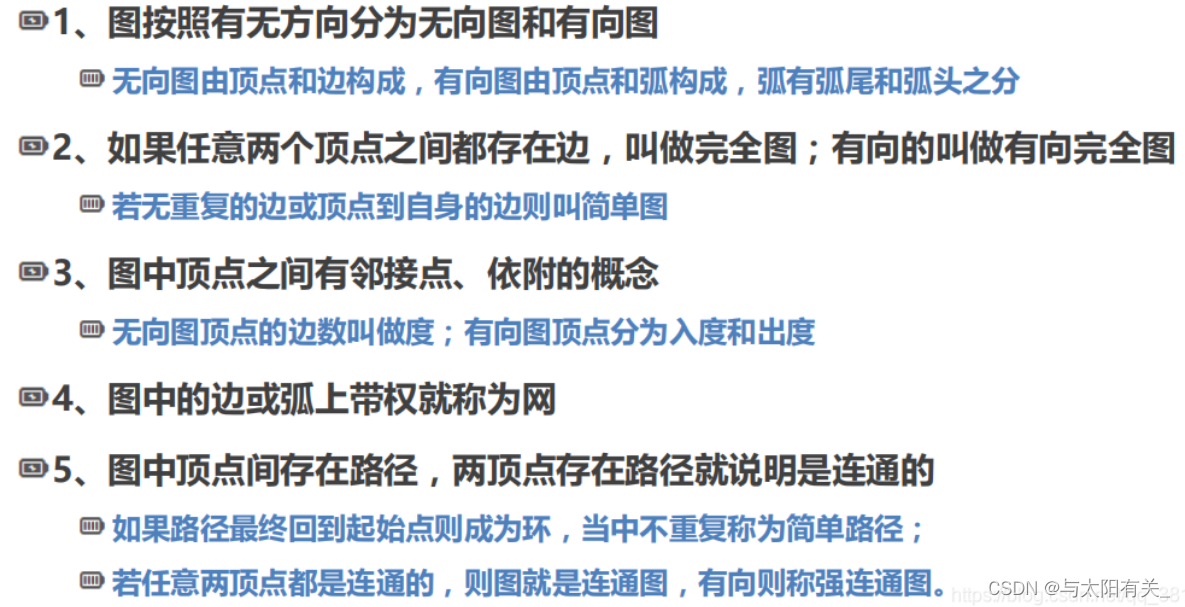 1、图按照有无方向分为无向图和有向图
无向图由顶点和边构成，有向图由顶点和弧构成，弧有弧尾和弧头之分
2、如果任意两个顶点之间都存在边，叫做完全图；有向的叫做有向完全图
若无重复的边或顶点到自身的边则叫简单图
3、图中顶点之间有邻接点、依附的概念
无向图顶点的边数叫做度；有向图顶点分为入度和出度
4、图中的边或弧上带权就称为网
5、图中顶点间存在路径，两顶点存在路径就说明是连通的
如果路径最终回到起始点则成为环，当中不重复称为简单路径；
若任意两顶点都是连通的，则图就是连通图，有向则称强连通图。
CSDN @与太阳有关_